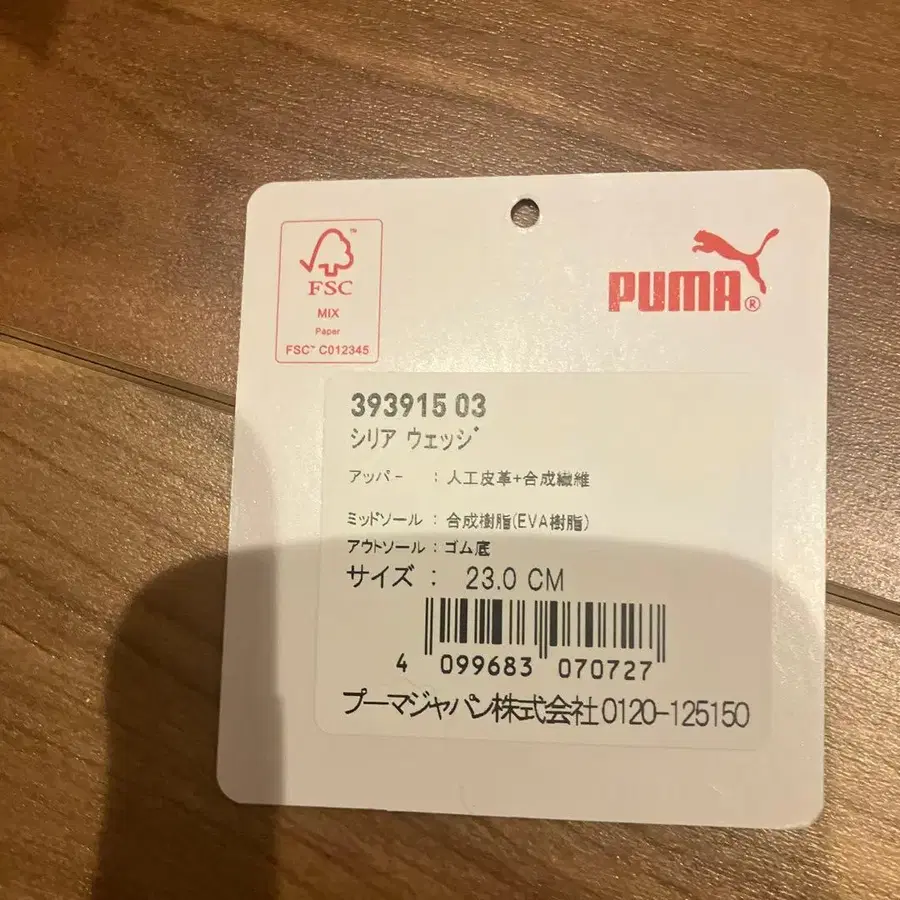 FSC™
MIX
Paper
FSC™ C012345
PUMA®
393915 03
シリア ウェッジ
アッパー : 人工皮革+合成繊維
ミッドソール : 合成樹脂(EVA樹脂)
アウトソール : ゴム底
サイズ : 23.0 CM
4 099683 070727
プーマジャパン株式会社0120-125150